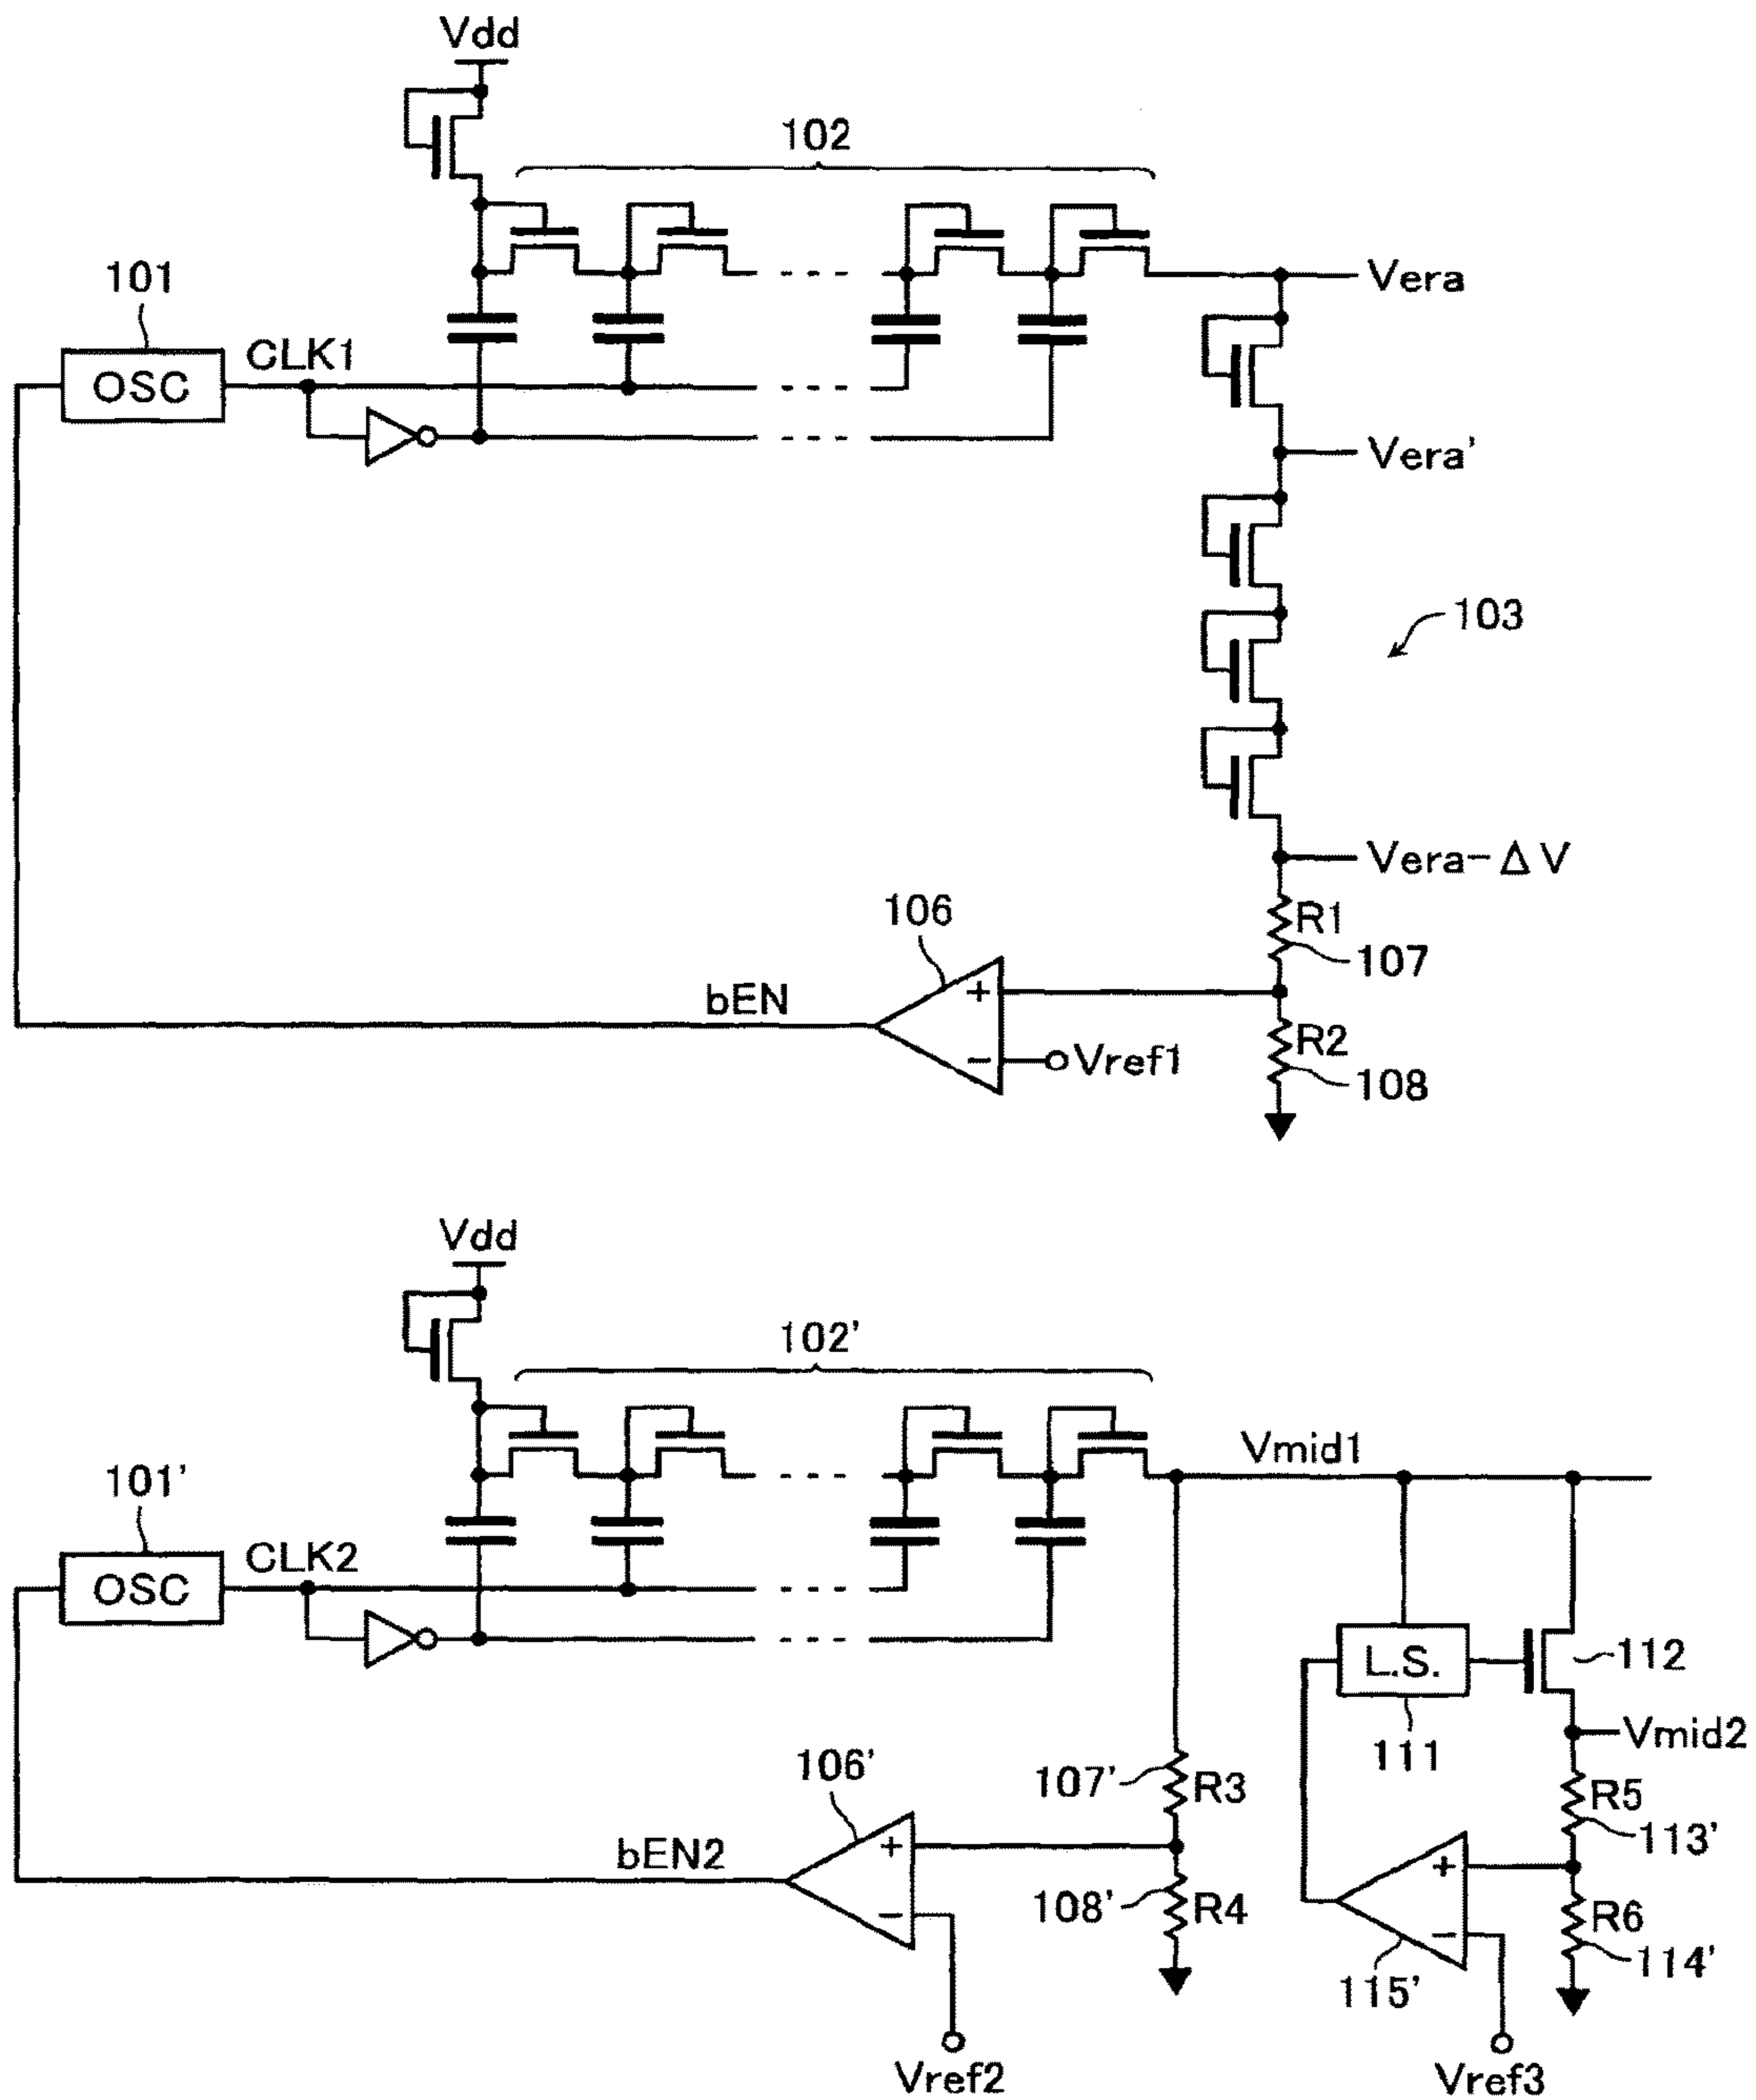 Vdd
102
101
OSC
CLK1
Vera
Vera'
103
Vera-ΔV
106
R1
107
bEN
+
−
Vref1
R2
108
Vdd
102'
101'
OSC
CLK2
Vmid1
L.S.
112
111
Vmid2
106'
107'
R3
R5
113'
bEN2
+
−
108'
R4
+
−
R6
114'
115'
Vref2
Vref3